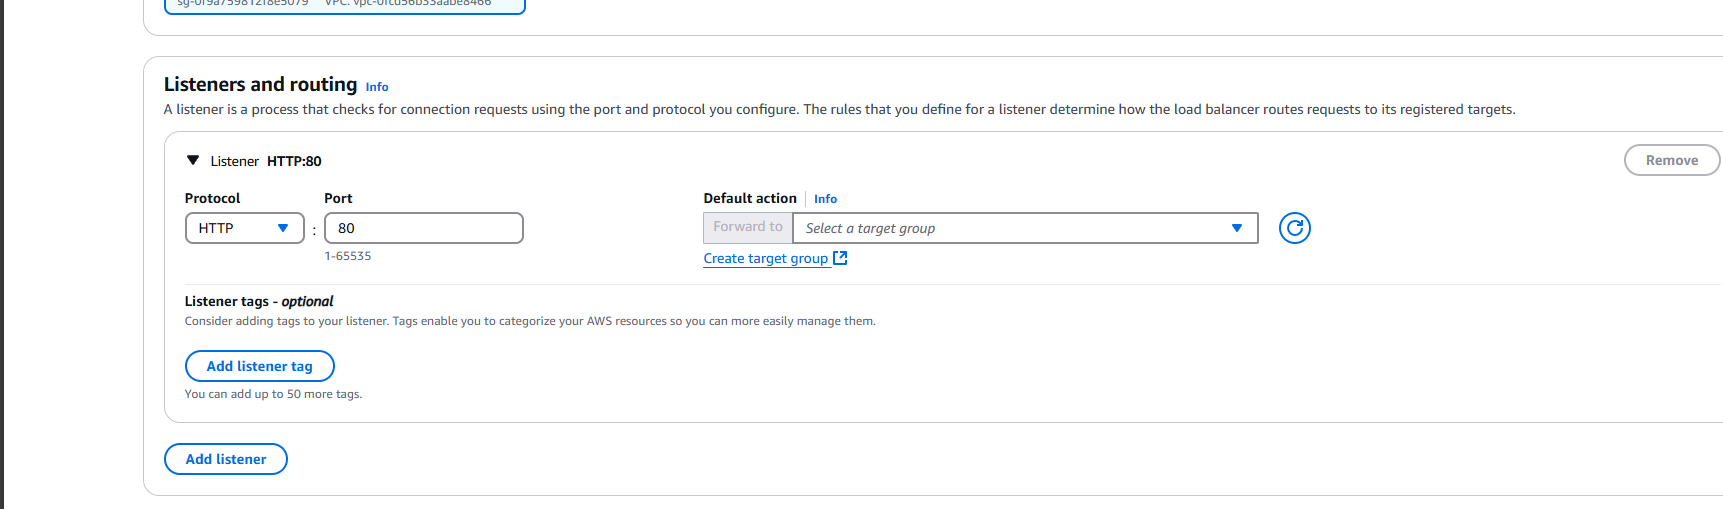 sg-0f9a759812f8e5079 VPC: vpc-0fcd56b33aabe8466
Listeners and routing Info
A listener is a process that checks for connection requests using the port and protocol you configure. The rules that you define for a listener determine how the load balancer routes requests to its registered targets.
Listener HTTP:80
Remove
Protocol Port Default action Info
HTTP : 80 Forward to Select a target group
1-65535
Create target group
Listener tags - optional
Consider adding tags to your listener. Tags enable you to categorize your AWS resources so you can more easily manage them.
Add listener tag
You can add up to 50 more tags.
Add listener